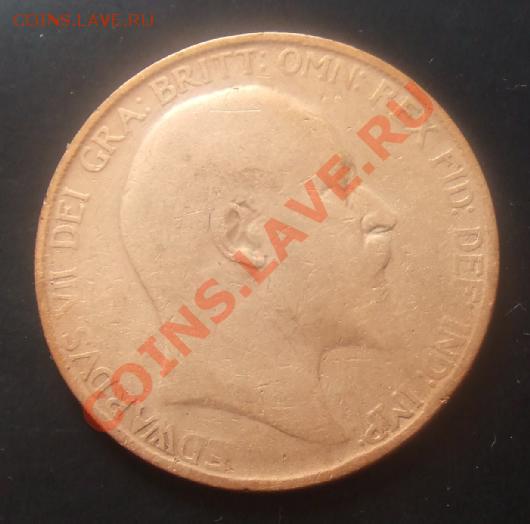 COINS.LAVE.RU
EDWARDVS VII DEI GRA: BRITT: OMN: REX FID: DEF: IND: IMP:
COINS.LAVE.RU